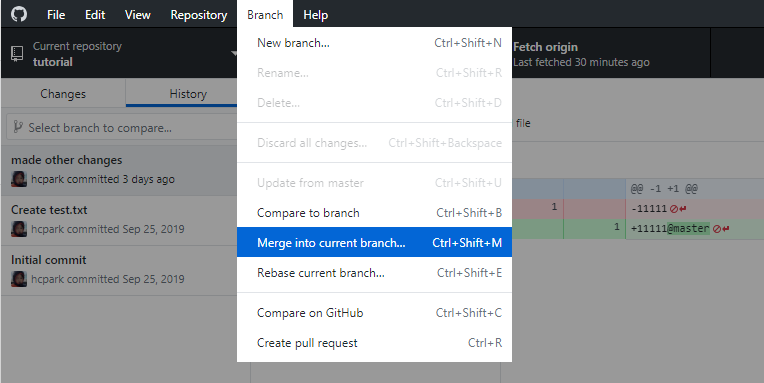 File Edit View Repository Branch Help
Current repository
tutorial
Fetch origin
Last fetched 30 minutes ago
Changes History
Select branch to compare...
made other changes
hcpark committed 3 days ago
Create test.txt
hcpark committed Sep 25, 2019
Initial commit
hcpark committed Sep 25, 2019
New branch... Ctrl+Shift+N
Rename... Ctrl+Shift+R
Delete... Ctrl+Shift+D
Discard all changes... Ctrl+Shift+Backspace
Update from master Ctrl+Shift+U
Compare to branch Ctrl+Shift+B
Merge into current branch... Ctrl+Shift+M
Rebase current branch... Ctrl+Shift+E
Compare on GitHub Ctrl+Shift+C
Create pull request Ctrl+R
file
@@ -1 +1 @@
1 -11111
1 +11111@master